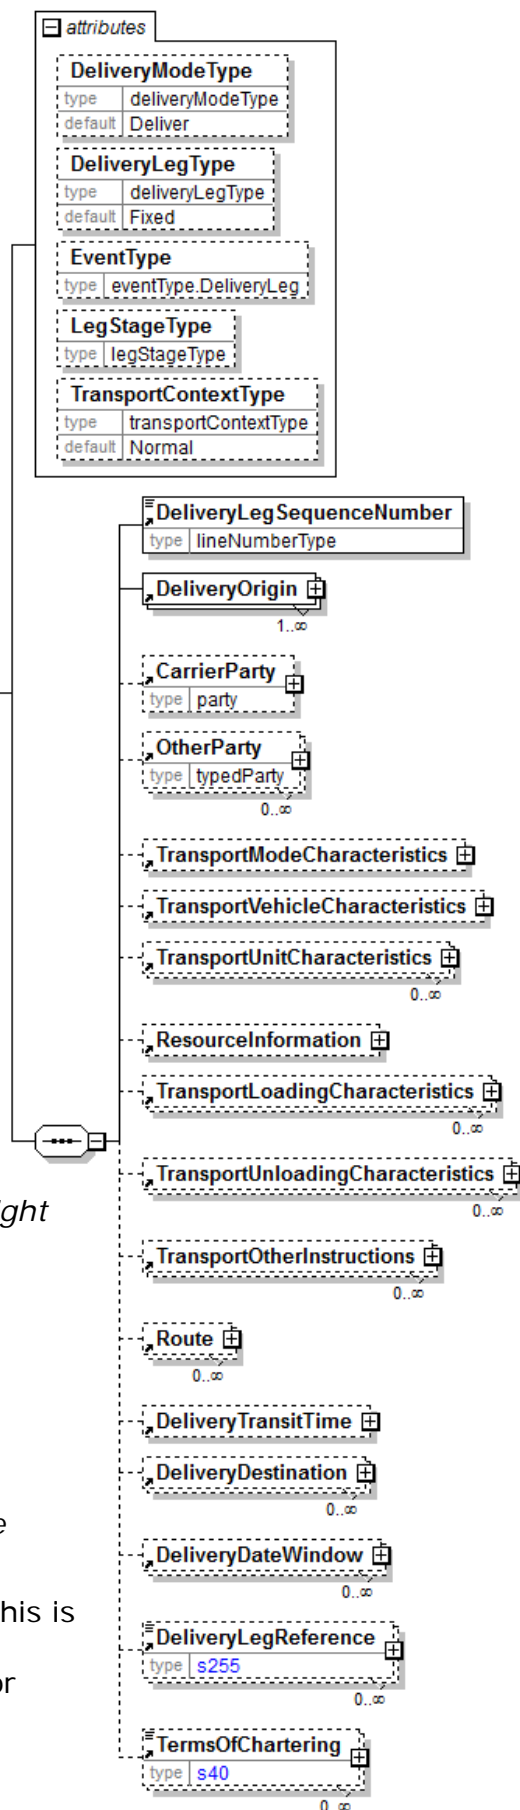 attributes
DeliveryModeType
type deliveryModeType
default Deliver
DeliveryLegType
type deliveryLegType
default Fixed
EventType
type eventType.DeliveryLeg
LegStageType
type legStageType
TransportContextType
type transportContextType
default Normal
DeliveryLegSequenceNumber
type lineNumberType
DeliveryOrigin
1..∞
CarrierParty
type party
OtherParty
type typedParty
0..∞
TransportModeCharacteristics
TransportVehicleCharacteristics
TransportUnitCharacteristics
0..∞
ResourceInformation
TransportLoadingCharacteristics
0..∞
TransportUnloadingCharacteristics
0..∞
ght
TransportOtherInstructions
0..∞
Route
0..∞
DeliveryTransitTime
DeliveryDestination
0..∞
e
DeliveryDateWindow
0..∞
his is
DeliveryLegReference
type s255
or
0..∞
TermsOfChartering
type s40
0..∞